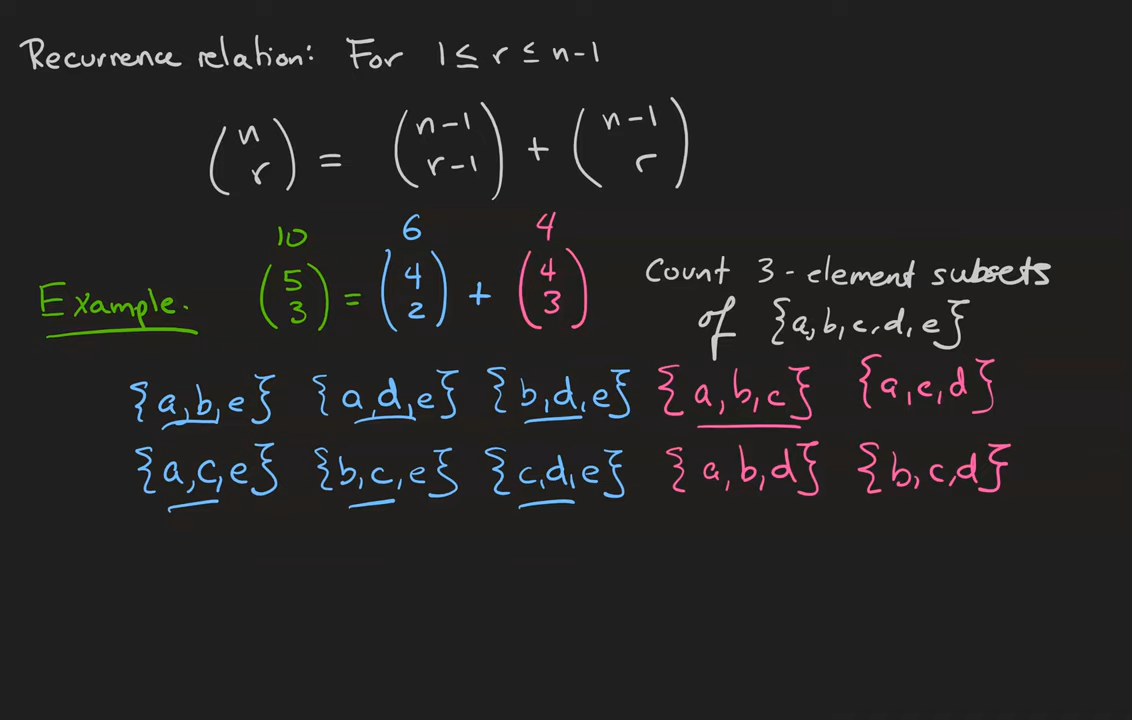 Recurrence relation: For 1 ≤ r ≤ n-1
(n r) = (n-1 r-1) + (n-1 r)
10 6 4
Example. (5 3) = (4 2) + (4 3)
Count 3-element subsets
of {a,b,c,d,e}
{a,b,e} {a,d,e} {b,d,e} {a,b,c} {a,c,d}
{a,c,e} {b,c,e} {c,d,e} {a,b,d} {b,c,d}